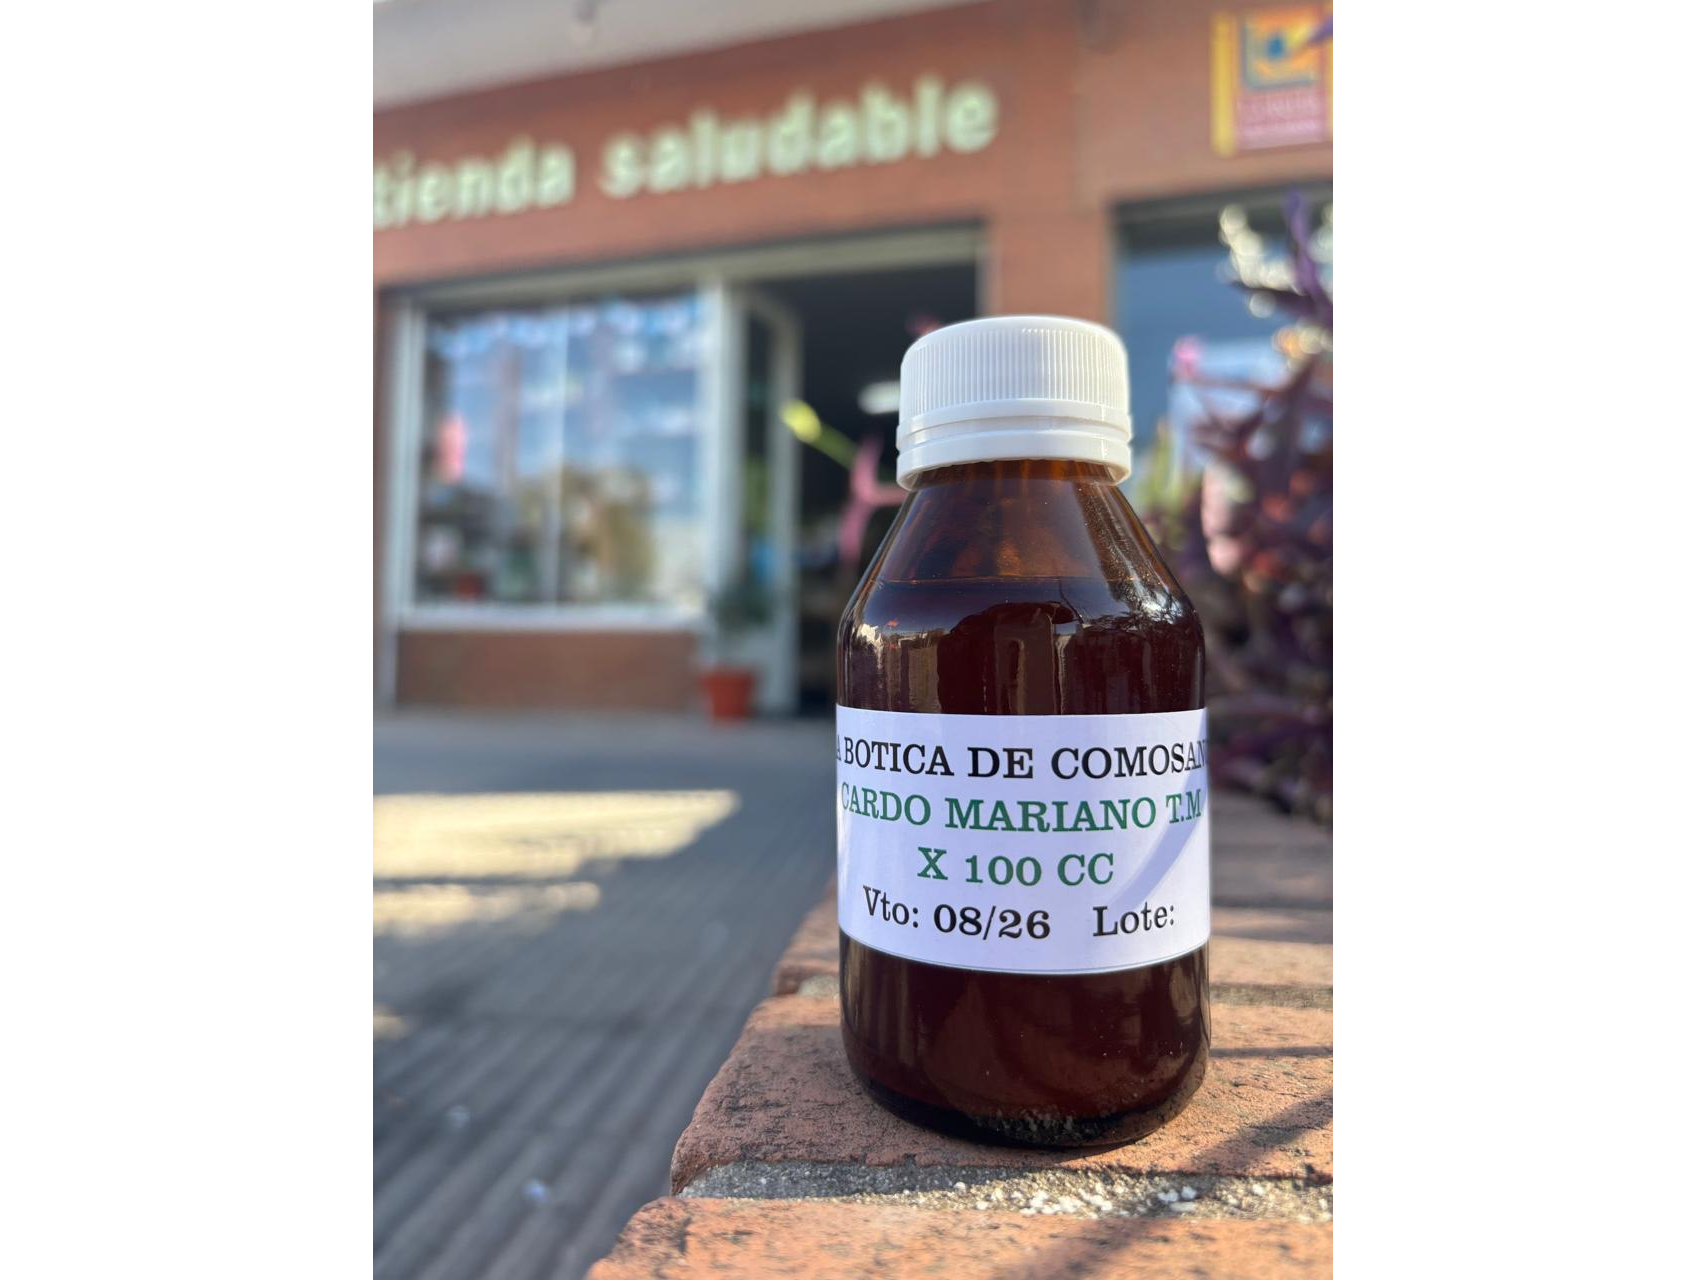 tienda saludable
A BOTICA DE COMOSAN
CARDO MARIANO T.M
X 100 CC
Vto: 08/26 Lote: